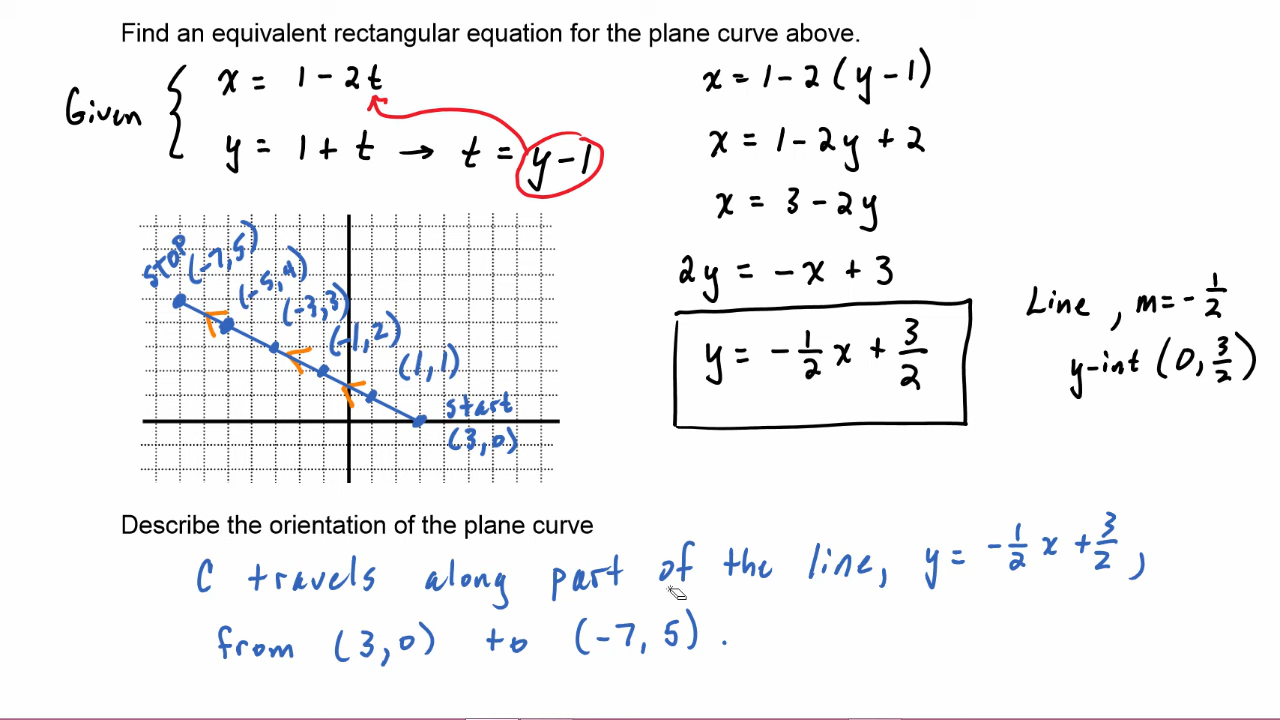 Find an equivalent rectangular equation for the plane curve above.
Given { x = 1 - 2t
y = 1 + t → t = y - 1
x = 1 - 2(y - 1)
x = 1 - 2y + 2
x = 3 - 2y
2y = -x + 3
y = -1/2 x + 3/2
Line, m = -1/2
y-int (0, 3/2)
STOP
(-7, 5)
(-5, 4)
(-3, 3)
(-1, 2)
(1, 1)
start
(3, 0)
Describe the orientation of the plane curve
C travels along part of the line, y = -1/2 x + 3/2,
from (3, 0) to (-7, 5).